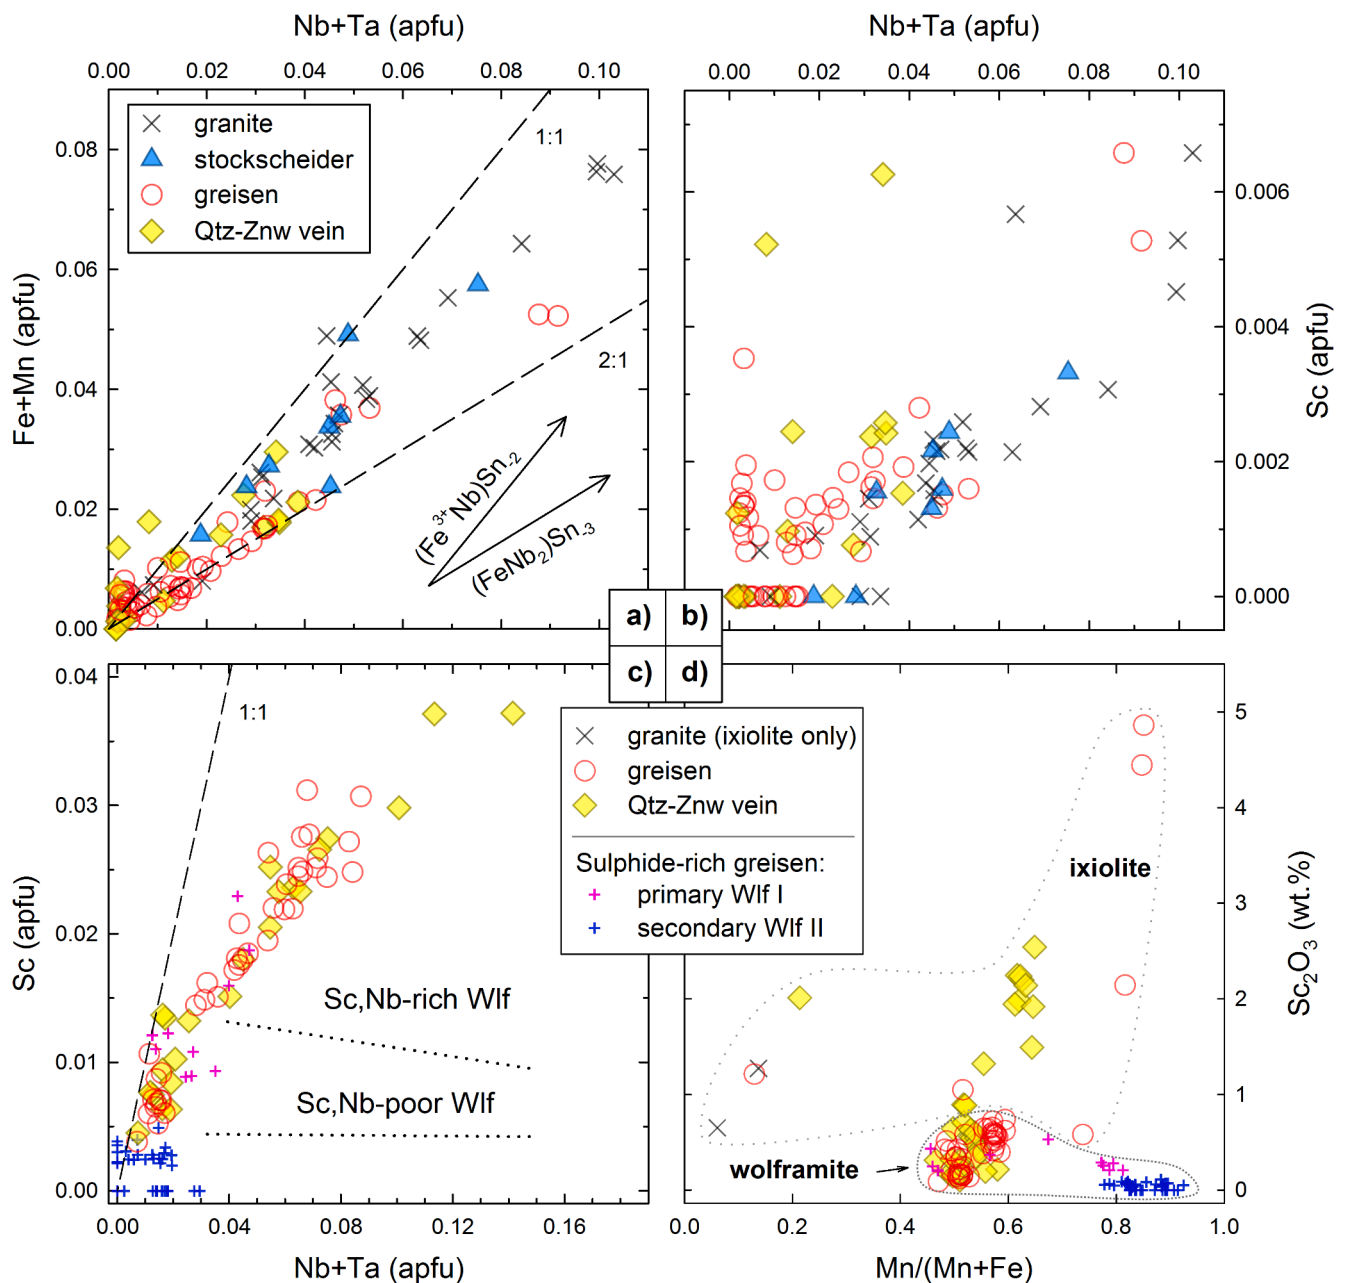 Nb+Ta (apfu)
0.00 0.02 0.04 0.06 0.08 0.10
granite
stockscheider
greisen
Qtz-Znw vein
1:1
2:1
(Fe³⁺Nb)Sn₋₂
(FeNb₂)Sn₋₃
0.08
0.06
0.04
0.02
0.00
Fe+Mn (apfu)
a)
Nb+Ta (apfu)
0.00 0.02 0.04 0.06 0.08 0.10
0.006
0.004
0.002
0.000
Sc (apfu)
b)
c)
d)
0.04
0.03
0.02
0.01
0.00
Sc (apfu)
1:1
Sc,Nb-rich Wlf
Sc,Nb-poor Wlf
0.00 0.04 0.08 0.12 0.16
Nb+Ta (apfu)
granite (ixiolite only)
greisen
Qtz-Znw vein
Sulphide-rich greisen:
primary Wlf I
secondary Wlf II
ixiolite
wolframite
5
4
3
2
1
0
Sc₂O₃ (wt.%)
0.0 0.2 0.4 0.6 0.8 1.0
Mn/(Mn+Fe)